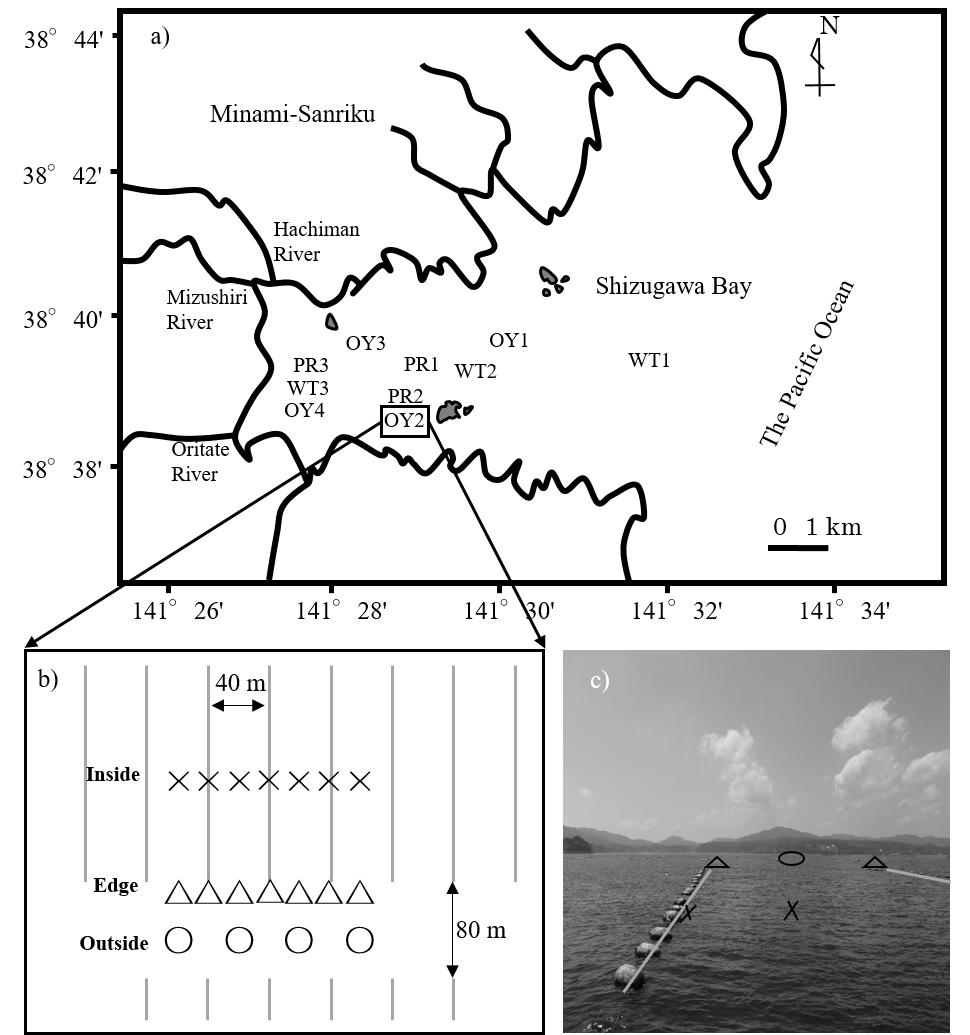 38° 44'
a)
N
Minami-Sanriku
38° 42'
Hachiman
River
Mizushiri
River
Shizugawa Bay
The Pacific Ocean
38° 40'
OY3
OY1
PR3
PR1
WT2
WT1
WT3
PR2
OY4
OY2
Oritate
River
38° 38'
0 1 km
141° 26'
141° 28'
141° 30'
141° 32'
141° 34'
b)
40 m
Inside
Edge
Outside
80 m
c)